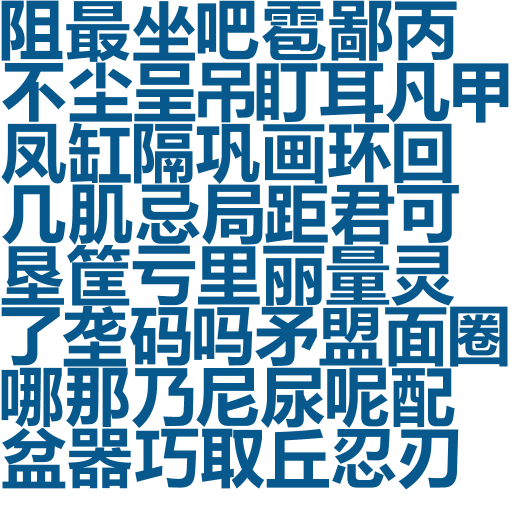 阻最坐吧雹鄙丙
不尘呈吊盯耳凡甲
凤缸隔巩画环回
几肌忌局距君可
垦筐亏里丽量灵
了垄码吗矛盟面圈
哪那乃尼尿呢配
盆器巧取丘忍刃